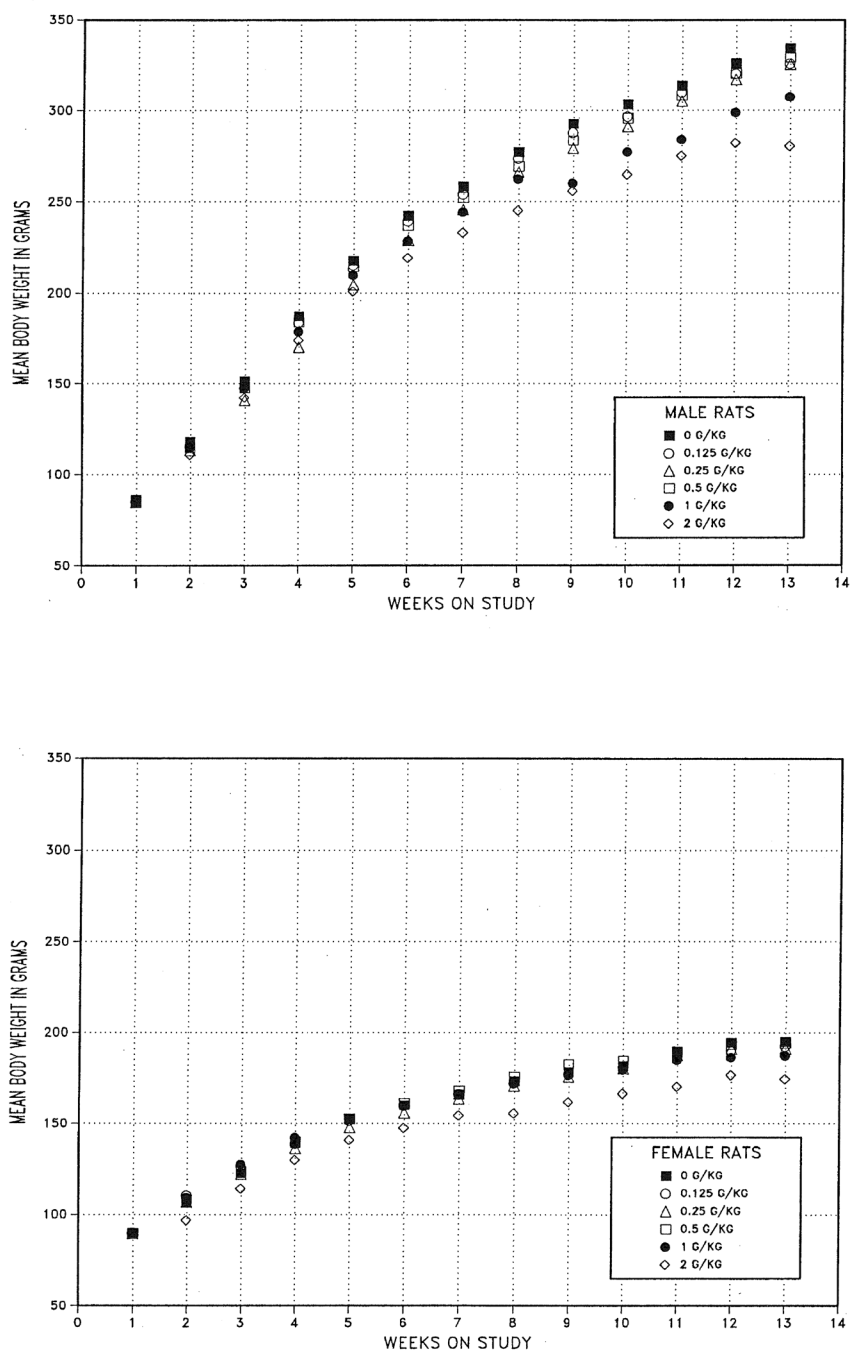 350
300
250
200
150
100
50
MEAN BODY WEIGHT IN GRAMS
0 1 2 3 4 5 6 7 8 9 10 11 12 13 14
WEEKS ON STUDY
MALE RATS
0 G/KG
0.125 G/KG
0.25 G/KG
0.5 G/KG
1 G/KG
2 G/KG
350
300
250
200
150
100
50
MEAN BODY WEIGHT IN GRAMS
0 1 2 3 4 5 6 7 8 9 10 11 12 13 14
WEEKS ON STUDY
FEMALE RATS
0 G/KG
0.125 G/KG
0.25 G/KG
0.5 G/KG
1 G/KG
2 G/KG